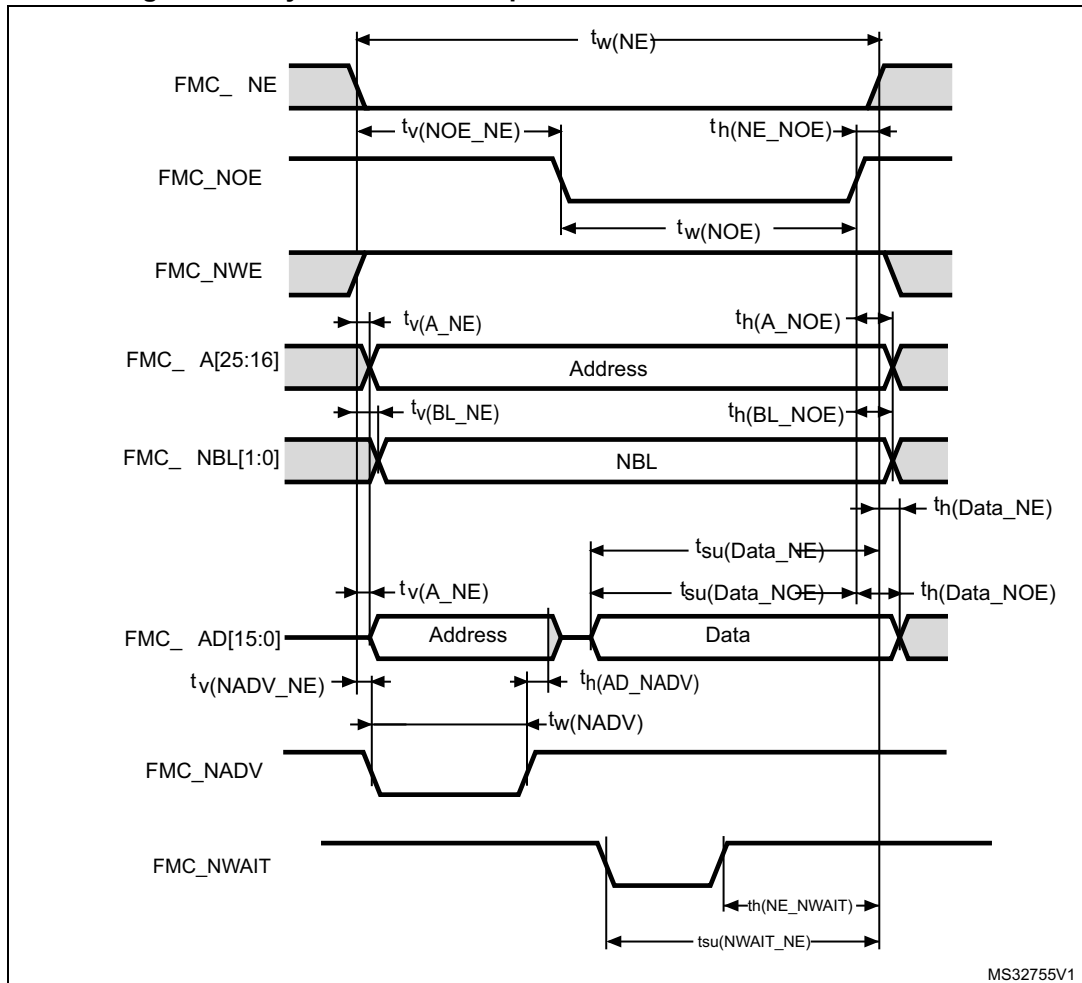 tw(NE)
FMC_ NE
tv(NOE_NE)
th(NE_NOE)
FMC_NOE
tw(NOE)
FMC_NWE
tv(A_NE)
th(A_NOE)
FMC_ A[25:16]
Address
tv(BL_NE)
th(BL_NOE)
FMC_ NBL[1:0]
NBL
th(Data_NE)
tsu(Data_NE)
tv(A_NE)
tsu(Data_NOE)
th(Data_NOE)
FMC_ AD[15:0]
Address
Data
tv(NADV_NE)
th(AD_NADV)
tw(NADV)
FMC_NADV
FMC_NWAIT
th(NE_NWAIT)
tsu(NWAIT_NE)
MS32755V1